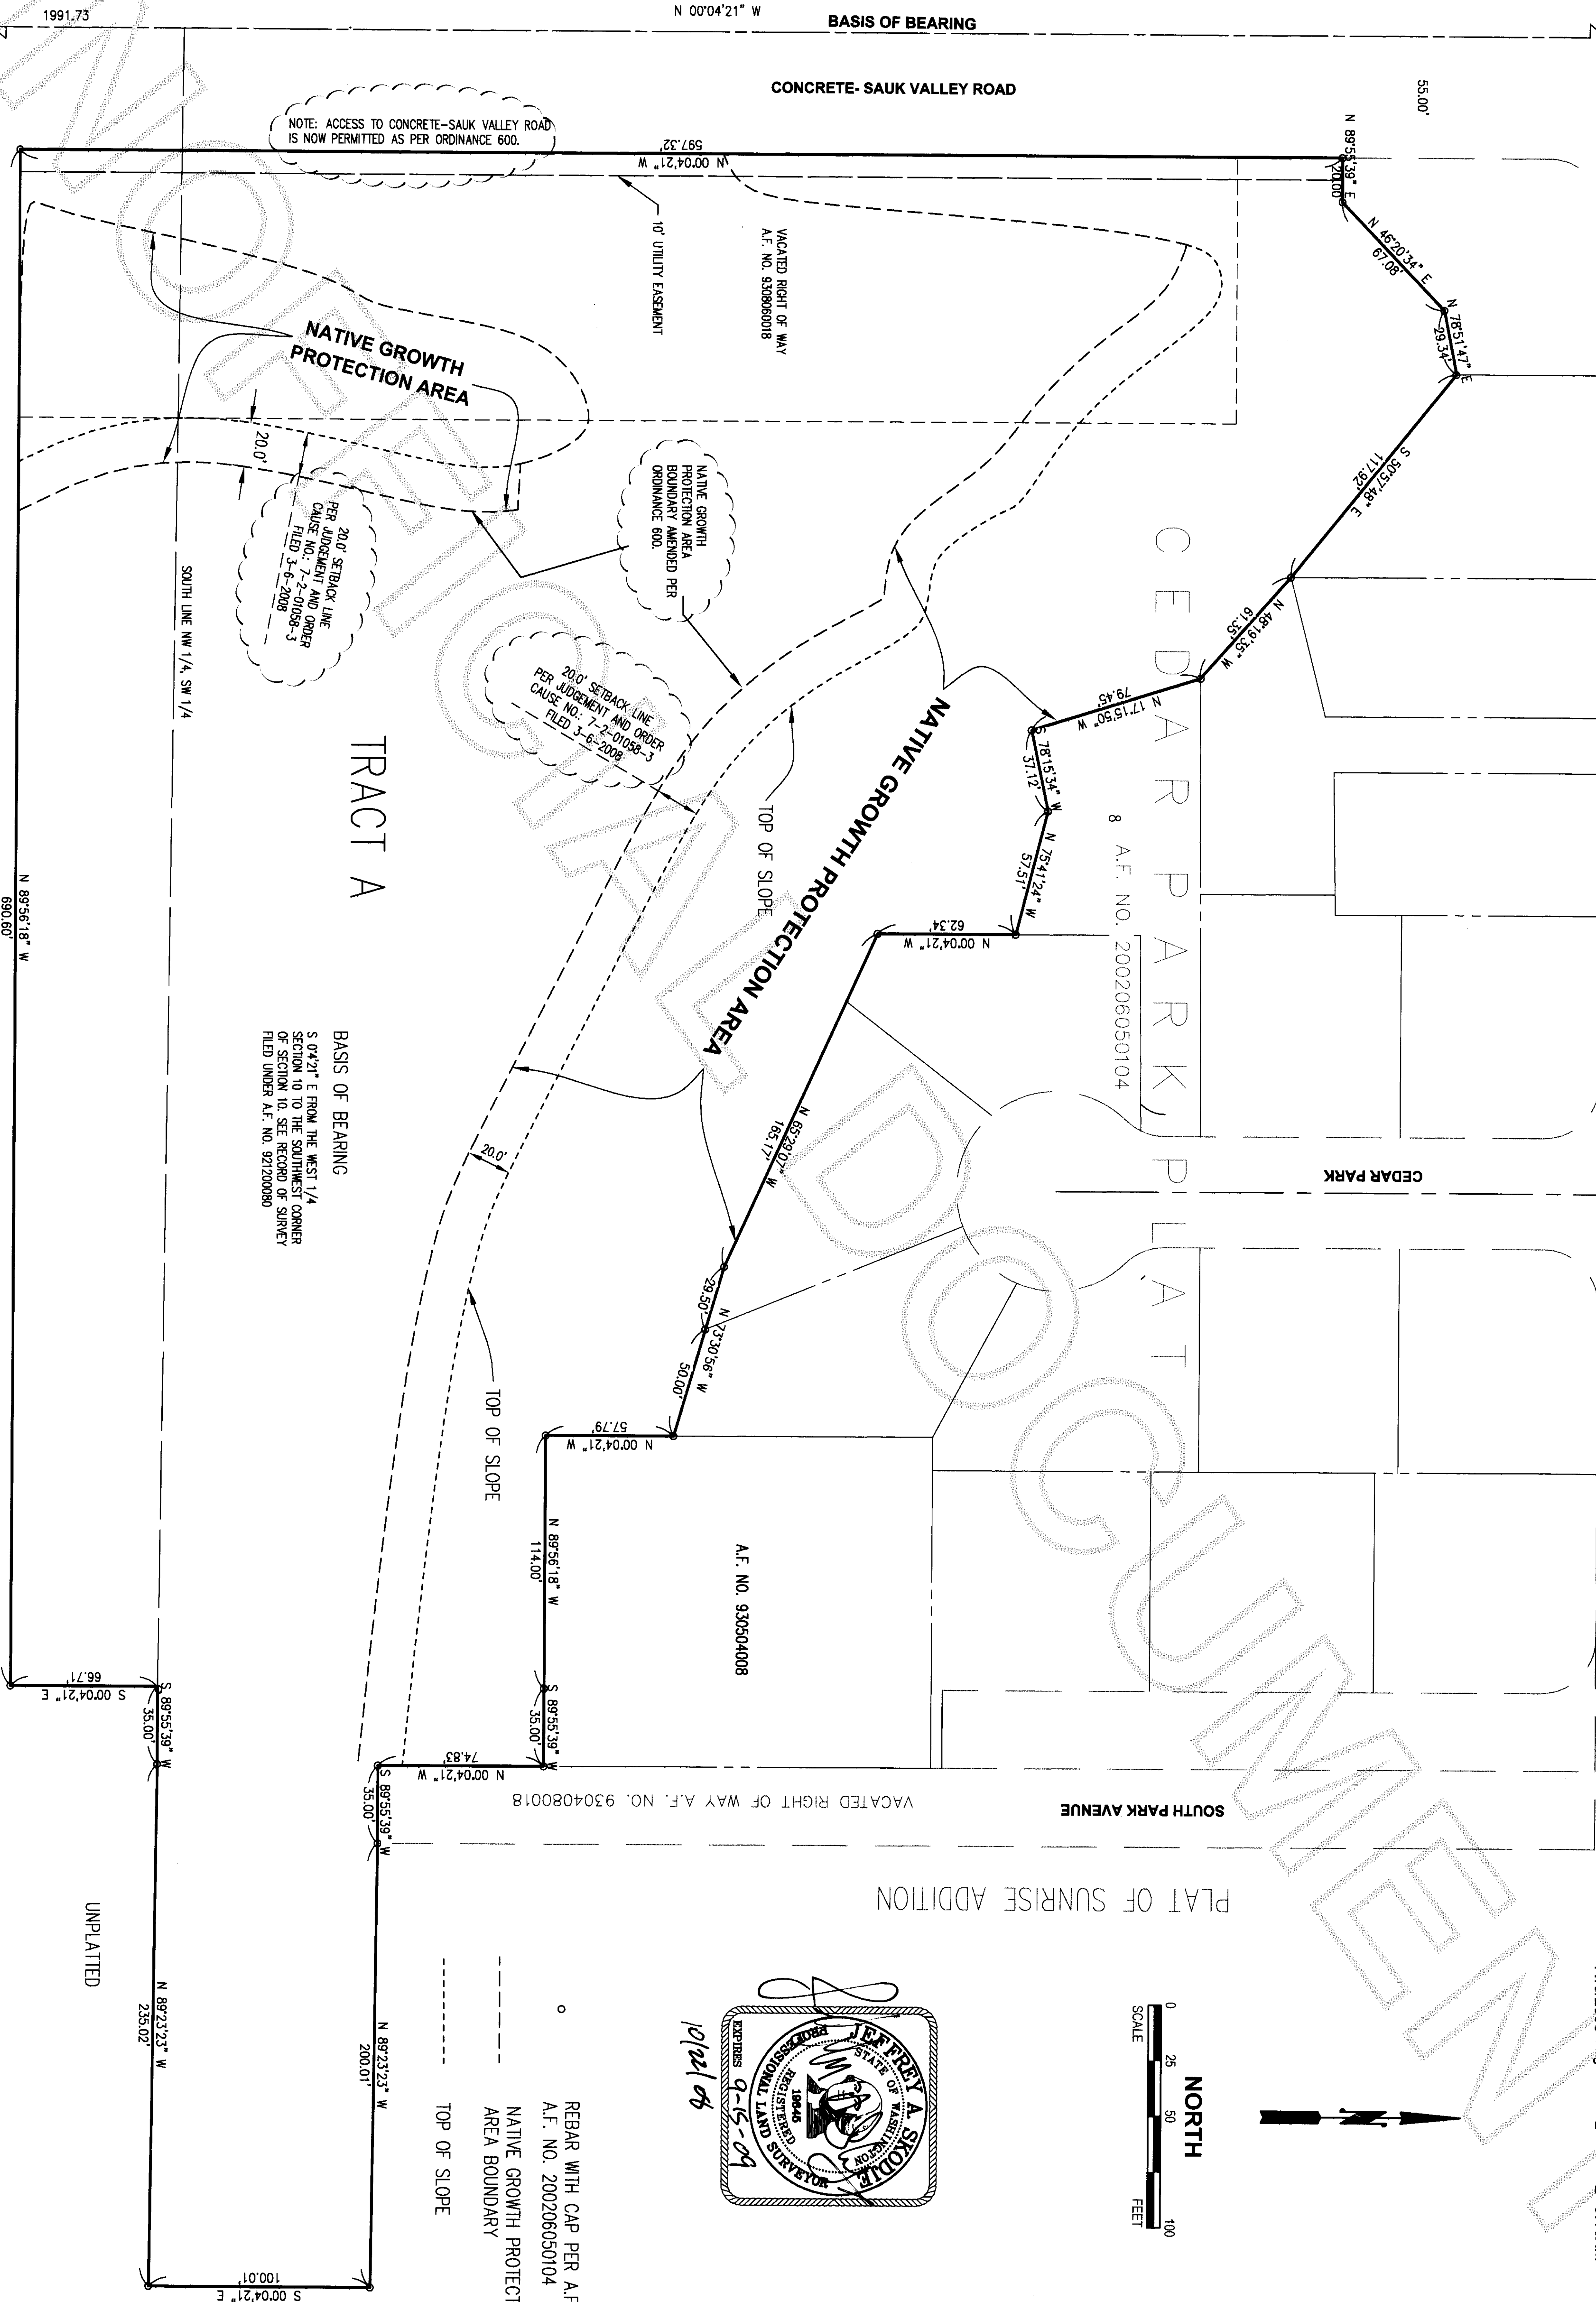 1991.73
N 00°04'21" W
BASIS OF BEARING
CONCRETE- SAUK VALLEY ROAD
55.00'
NOTE: ACCESS TO CONCRETE-SAUK VALLEY ROAD
IS NOW PERMITTED AS PER ORDINANCE 600.
597.32'
N 00°04'21" W
N 89°55'39" E
20.00'
N 46°20'34" E
67.08'
N 78°51'47" E
29.34'
S 50°57'48" E
117.92'
N 48°19'35" W
61.35'
N 17°15'50" W
79.45'
S 78°15'34" W
37.12'
N 75°41'24" W
57.51'
N 00°04'21" W
62.34'
N 65°29'07" W
165.17'
29.50'
N 73°30'56" W
50.00'
N 00°04'21" W
57.79'
N 89°56'18" W
114.00'
S 89°55'39" W
35.00'
N 00°04'21" W
74.83'
S 89°55'39" W
35.00'
N 89°23'23" W
200.01'
S 00°04'21" E
100.01'
N 89°23'23" W
235.02'
S 89°55'39" W
35.00'
S 00°04'21" E
66.71'
N 89°56'18" W
690.60'
10' UTILITY EASEMENT
VACATED RIGHT OF WAY
A.F. NO. 9308060018
NATIVE GROWTH
PROTECTION AREA
20.0'
20.0' SETBACK LINE
PER JUDGEMENT AND ORDER
CAUSE NO.: 7-2-01058-3
FILED 3-6-2008
NATIVE GROWTH
PROTECTION AREA
BOUNDARY AMENDED PER
ORDINANCE 600.
20.0' SETBACK LINE
PER JUDGEMENT AND ORDER
CAUSE NO.: 7-2-01058-3
FILED 3-6-2008
SOUTH LINE NW 1/4, SW 1/4
TRACT A
TOP OF SLOPE
NATIVE GROWTH PROTECTION AREA
CEDAR PARK PLAT
8 A.F. NO. 200206050104
CEDAR PARK
BASIS OF BEARING
S 0°4'21" E FROM THE WEST 1/4
SECTION 10 TO THE SOUTHWEST CORNER
OF SECTION 10. SEE RECORD OF SURVEY
FILED UNDER A.F. NO. 921200080
20.0'
TOP OF SLOPE
A.F. NO. 930504008
VACATED RIGHT OF WAY A.F. NO. 9304080018
SOUTH PARK AVENUE
PLAT OF SUNRISE ADDITION
UNPLATTED
NORTH
0 25 50 100
SCALE FEET
JEFFREY A. SKODJE
STATE OF WASHINGTON
19645
REGISTERED
PROFESSIONAL LAND SURVEYOR
EXPIRES 9-15-09
10/22/08
REBAR WITH CAP PER A.F
A.F. NO. 200206050104
NATIVE GROWTH PROTECT
AREA BOUNDARY
TOP OF SLOPE
UNOFFICIAL DOCUMENT